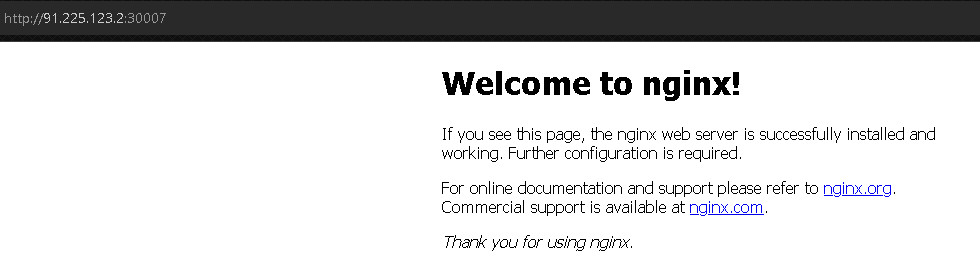 http://91.225.123.2:30007
Welcome to nginx!
If you see this page, the nginx web server is successfully installed and
working. Further configuration is required.
For online documentation and support please refer to nginx.org.
Commercial support is available at nginx.com.
Thank you for using nginx.